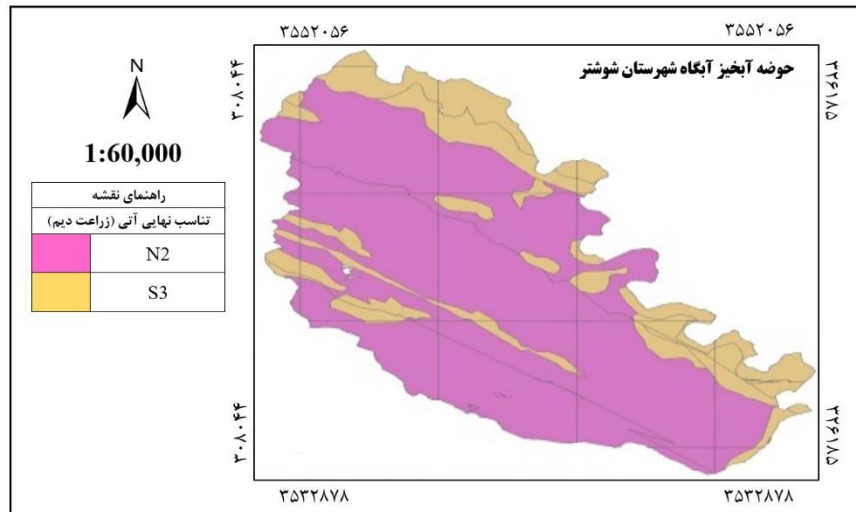 ۳۵۵۲۰۵۶
۳۵۵۲۰۵۶
حوضه آبخیز آبگاه شهرستان شوشتر
۳۰۸۰۴۴
۳۲۶۱۸۵
N
1:60,000
راهنمای نقشه
تناسب نهایی آتی (زراعت دیم)
N2
S3
۳۰۸۰۴۴
۳۲۶۱۸۵
۳۵۳۲۸۷۸
۳۵۳۲۸۷۸